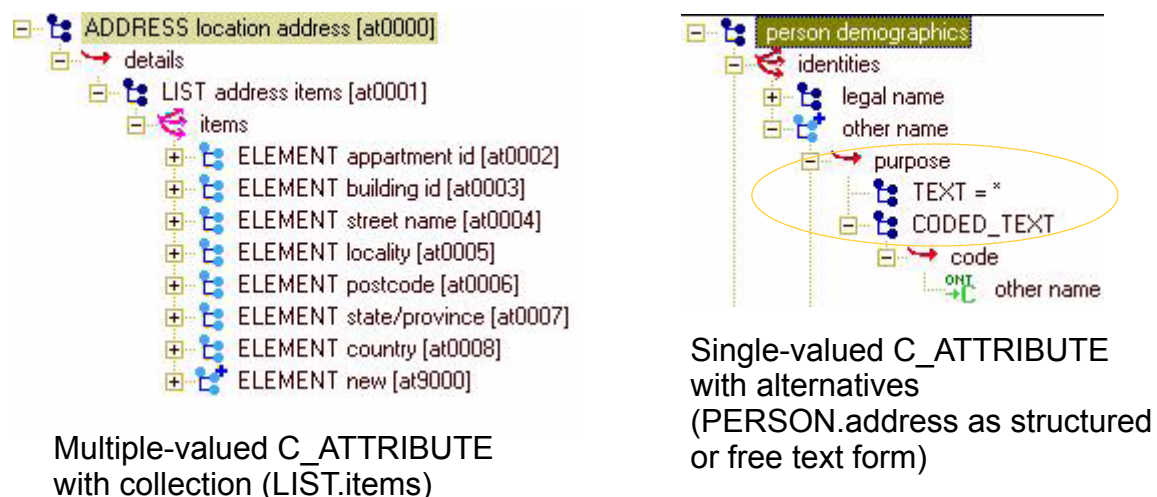 ADDRESS location address [at0000]
details
LIST address items [at0001]
items
ELEMENT appartment id [at0002]
ELEMENT building id [at0003]
ELEMENT street name [at0004]
ELEMENT locality [at0005]
ELEMENT postcode [at0006]
ELEMENT state/province [at0007]
ELEMENT country [at0008]
ELEMENT new [at9000]
Multiple-valued C_ATTRIBUTE
with collection (LIST.items)
person demographics
identities
legal name
other name
purpose
TEXT = *
CODED_TEXT
code
ONT C other name
Single-valued C_ATTRIBUTE
with alternatives
(PERSON.address as structured
or free text form)